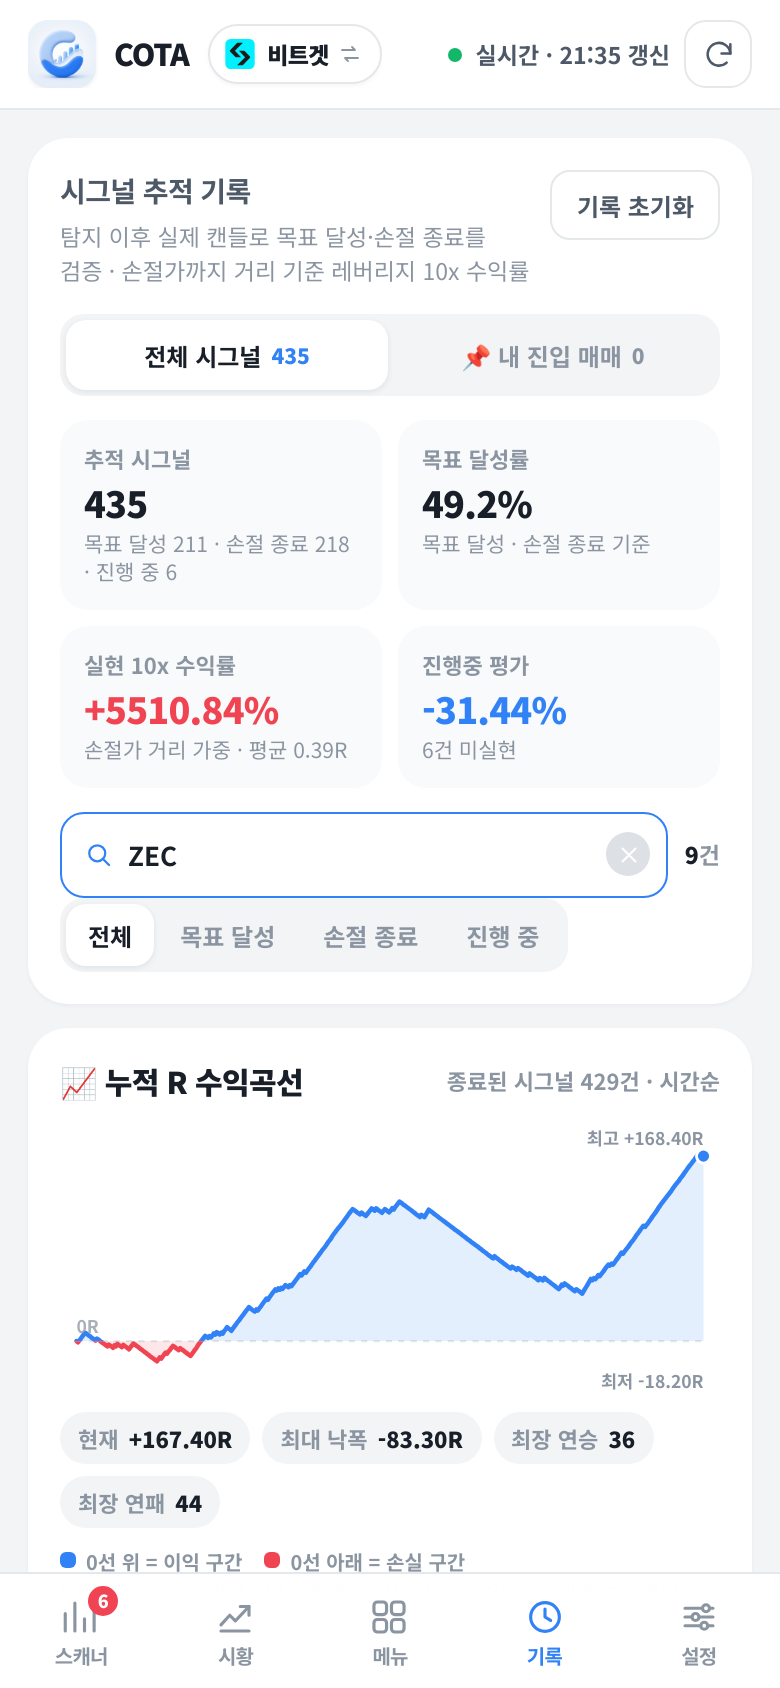 COTA
비트겟
실시간 · 21:35 갱신
시그널 추적 기록
기록 초기화
탐지 이후 실제 캔들로 목표 달성·손절 종료를
검증 · 손절가까지 거리 기준 레버리지 10x 수익률
전체 시그널 435
📌 내 진입 매매 0
추적 시그널
435
목표 달성 211 · 손절 종료 218
· 진행 중 6
목표 달성률
49.2%
목표 달성 · 손절 종료 기준
실현 10x 수익률
+5510.84%
손절가 거리 가중 · 평균 0.39R
진행중 평가
-31.44%
6건 미실현
ZEC
9건
전체
목표 달성
손절 종료
진행 중
📈 누적 R 수익곡선
종료된 시그널 429건 · 시간순
최고 +168.40R
0R
최저 -18.20R
현재 +167.40R
최대 낙폭 -83.30R
최장 연승 36
최장 연패 44
0선 위 = 이익 구간
0선 아래 = 손실 구간
6
스캐너
시황
메뉴
기록
설정